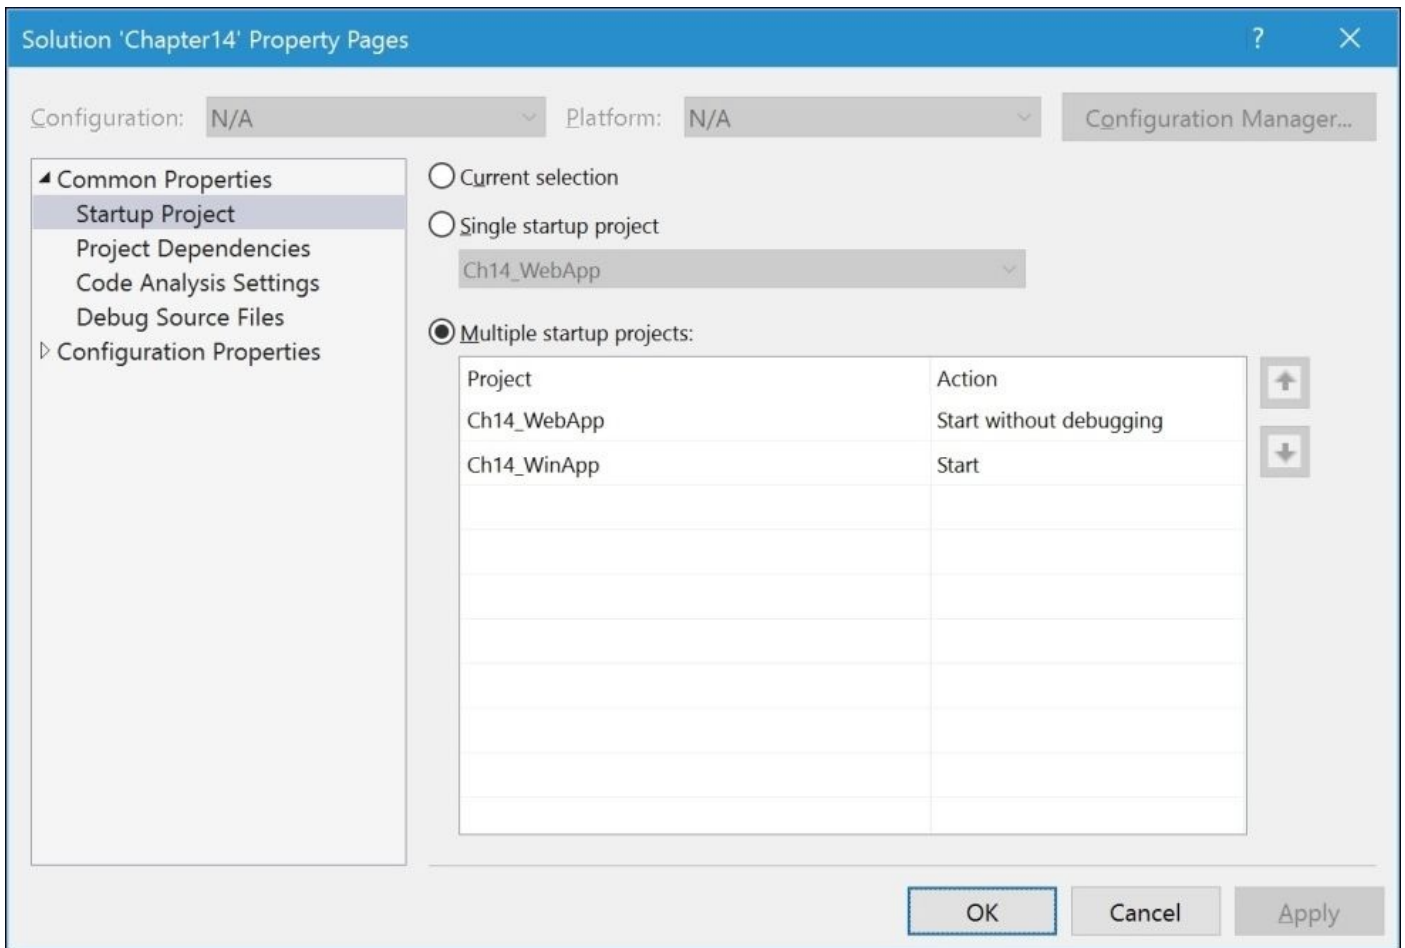 Solution 'Chapter14' Property Pages
?
Configuration: N/A Platform: N/A Configuration Manager...
Common Properties
Startup Project
Project Dependencies
Code Analysis Settings
Debug Source Files
Configuration Properties
Current selection
Single startup project
Ch14_WebApp
Multiple startup projects:
Project Action
Ch14_WebApp Start without debugging
Ch14_WinApp Start
OK Cancel Apply